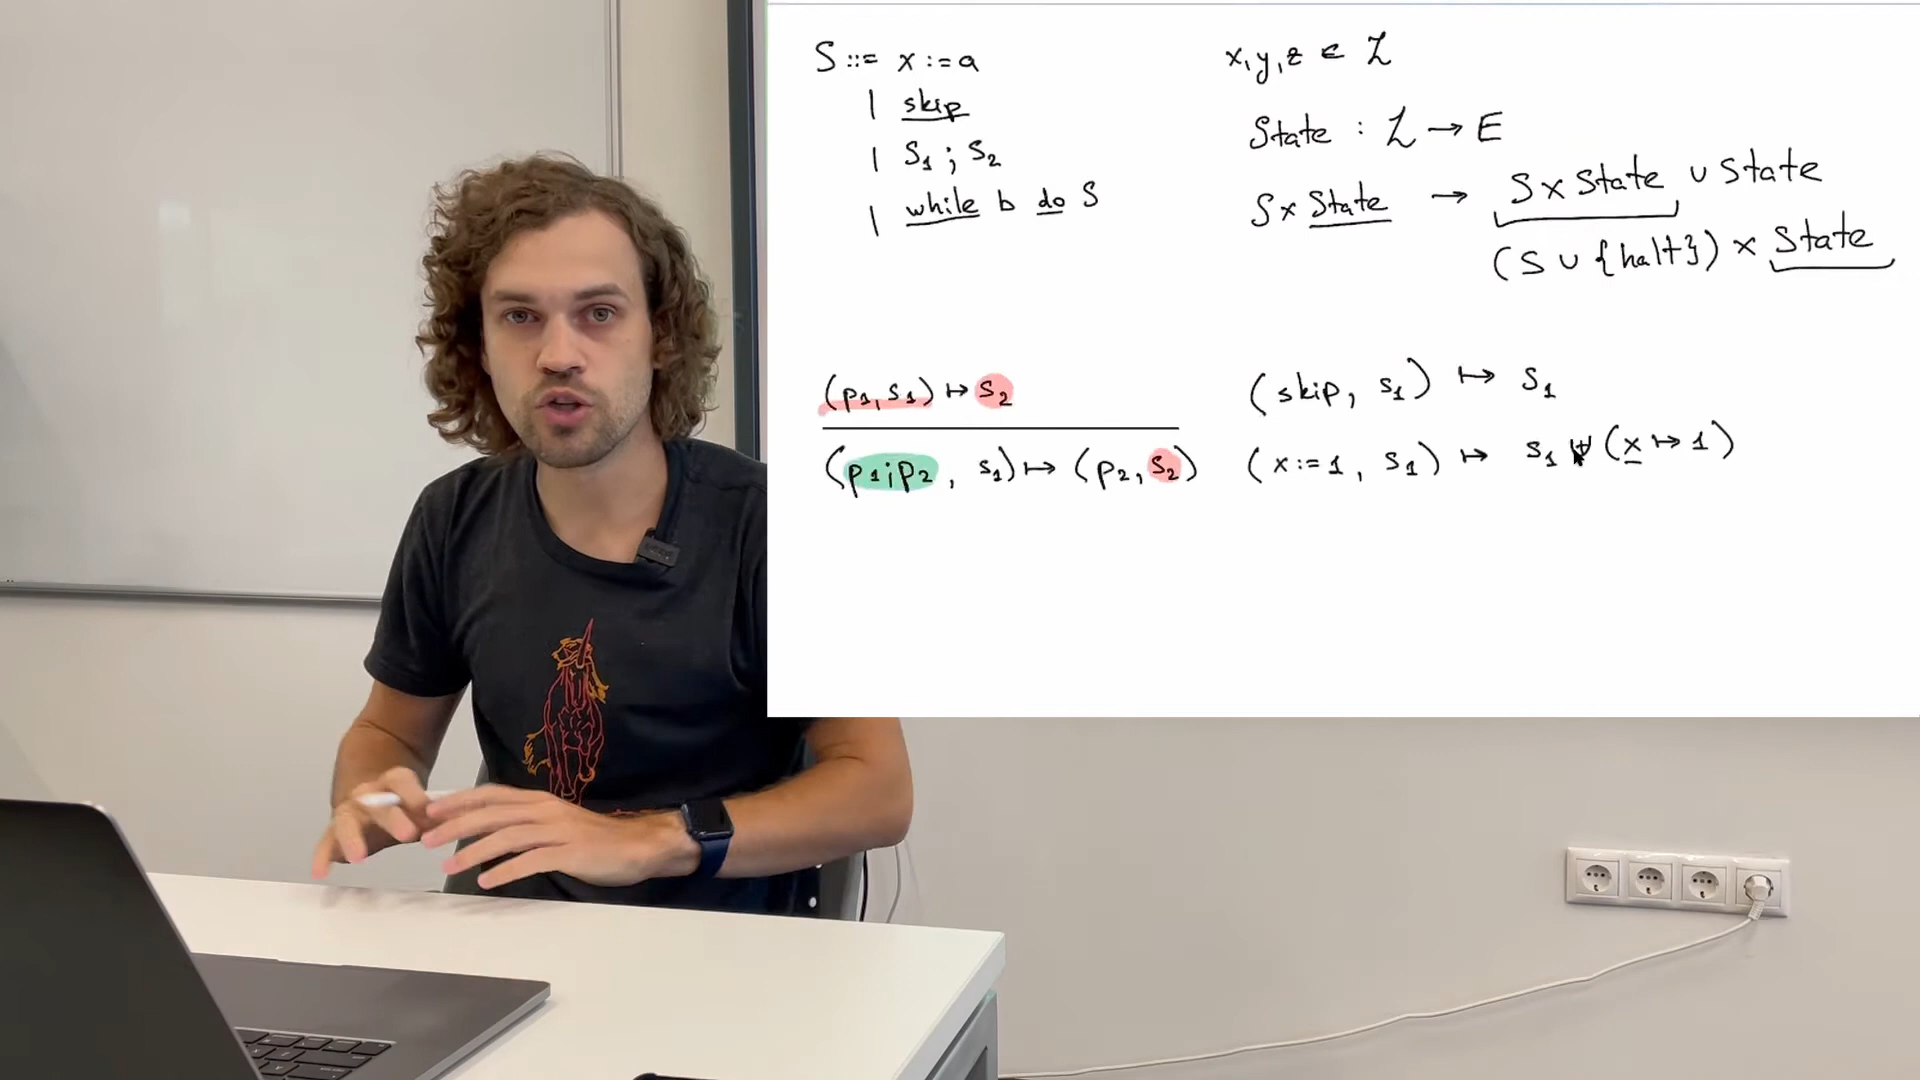 S ::= x := a
| skip
| S₁ ; S₂
| while b do S
x, y, z ∈ Z
State : Z → E
S × State → S × State ∪ State
(S ∪ {halt}) × State
(p₁, s₁) ↦ s₂
(p₁;p₂, s₁) ↦ (p₂, s₂)
(skip, s₁) ↦ s₁
(x := 1, s₁) ↦ s₁ ⊎ (x ↦ 1)